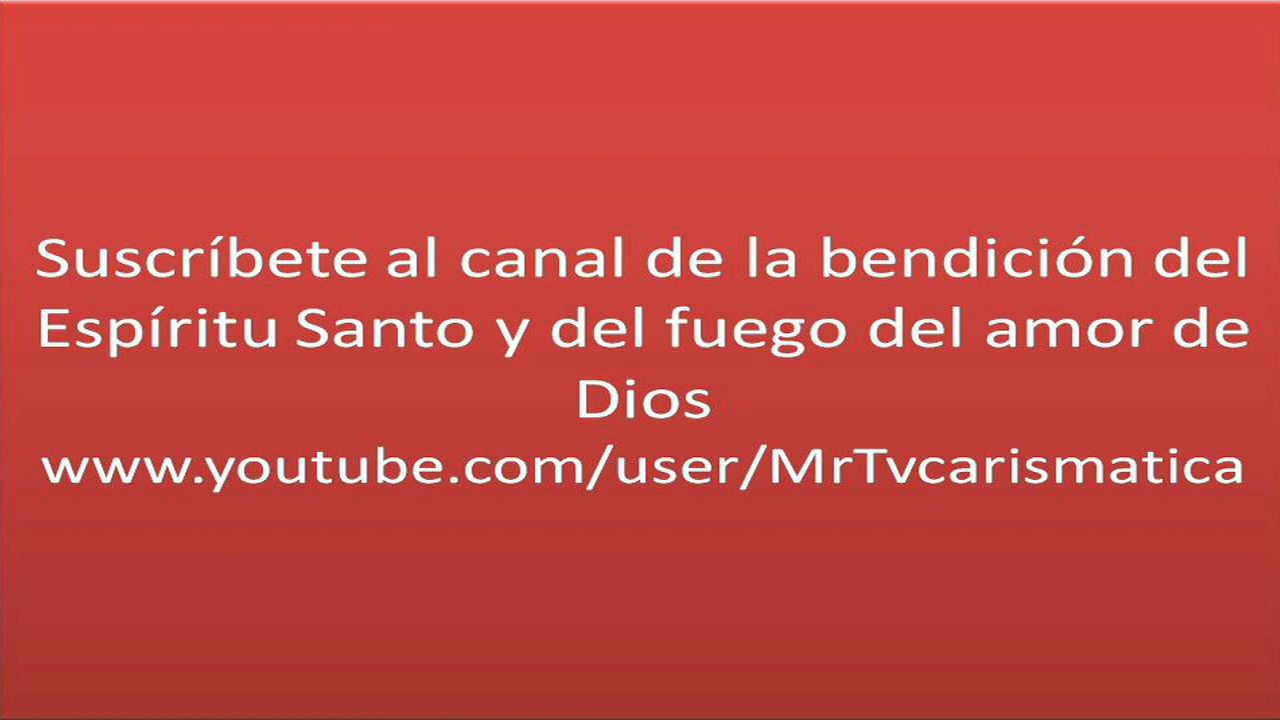 Suscríbete al canal de la bendición del
Espíritu Santo y del fuego del amor de
Dios
www.youtube.com/user/MrTvcarismatica